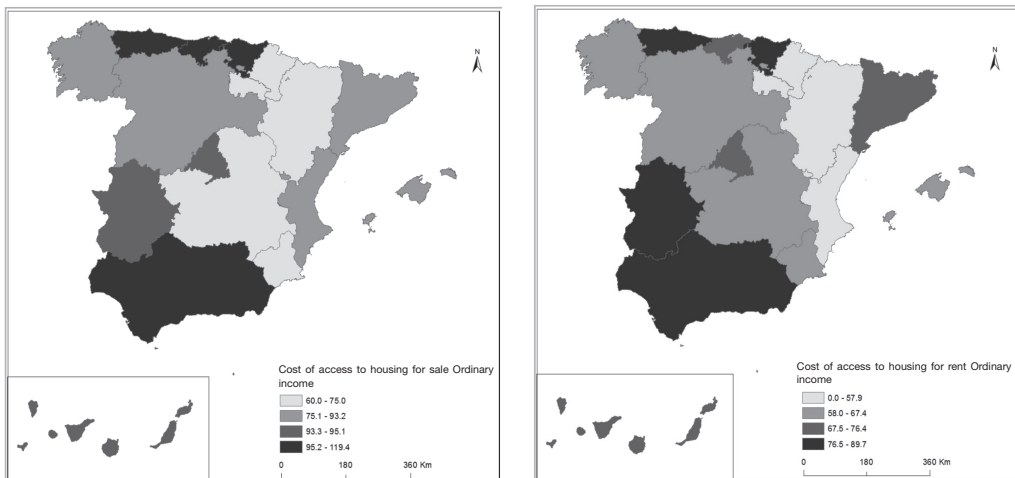 N
Cost of access to housing for sale Ordinary
income
60.0 - 75.0
75.1 - 93.2
93.3 - 95.1
95.2 - 119.4
0 180 360 Km
N
Cost of access to housing for rent Ordinary
income
0.0 - 57.9
58.0 - 67.4
67.5 - 76.4
76.5 - 89.7
0 180 360 Km